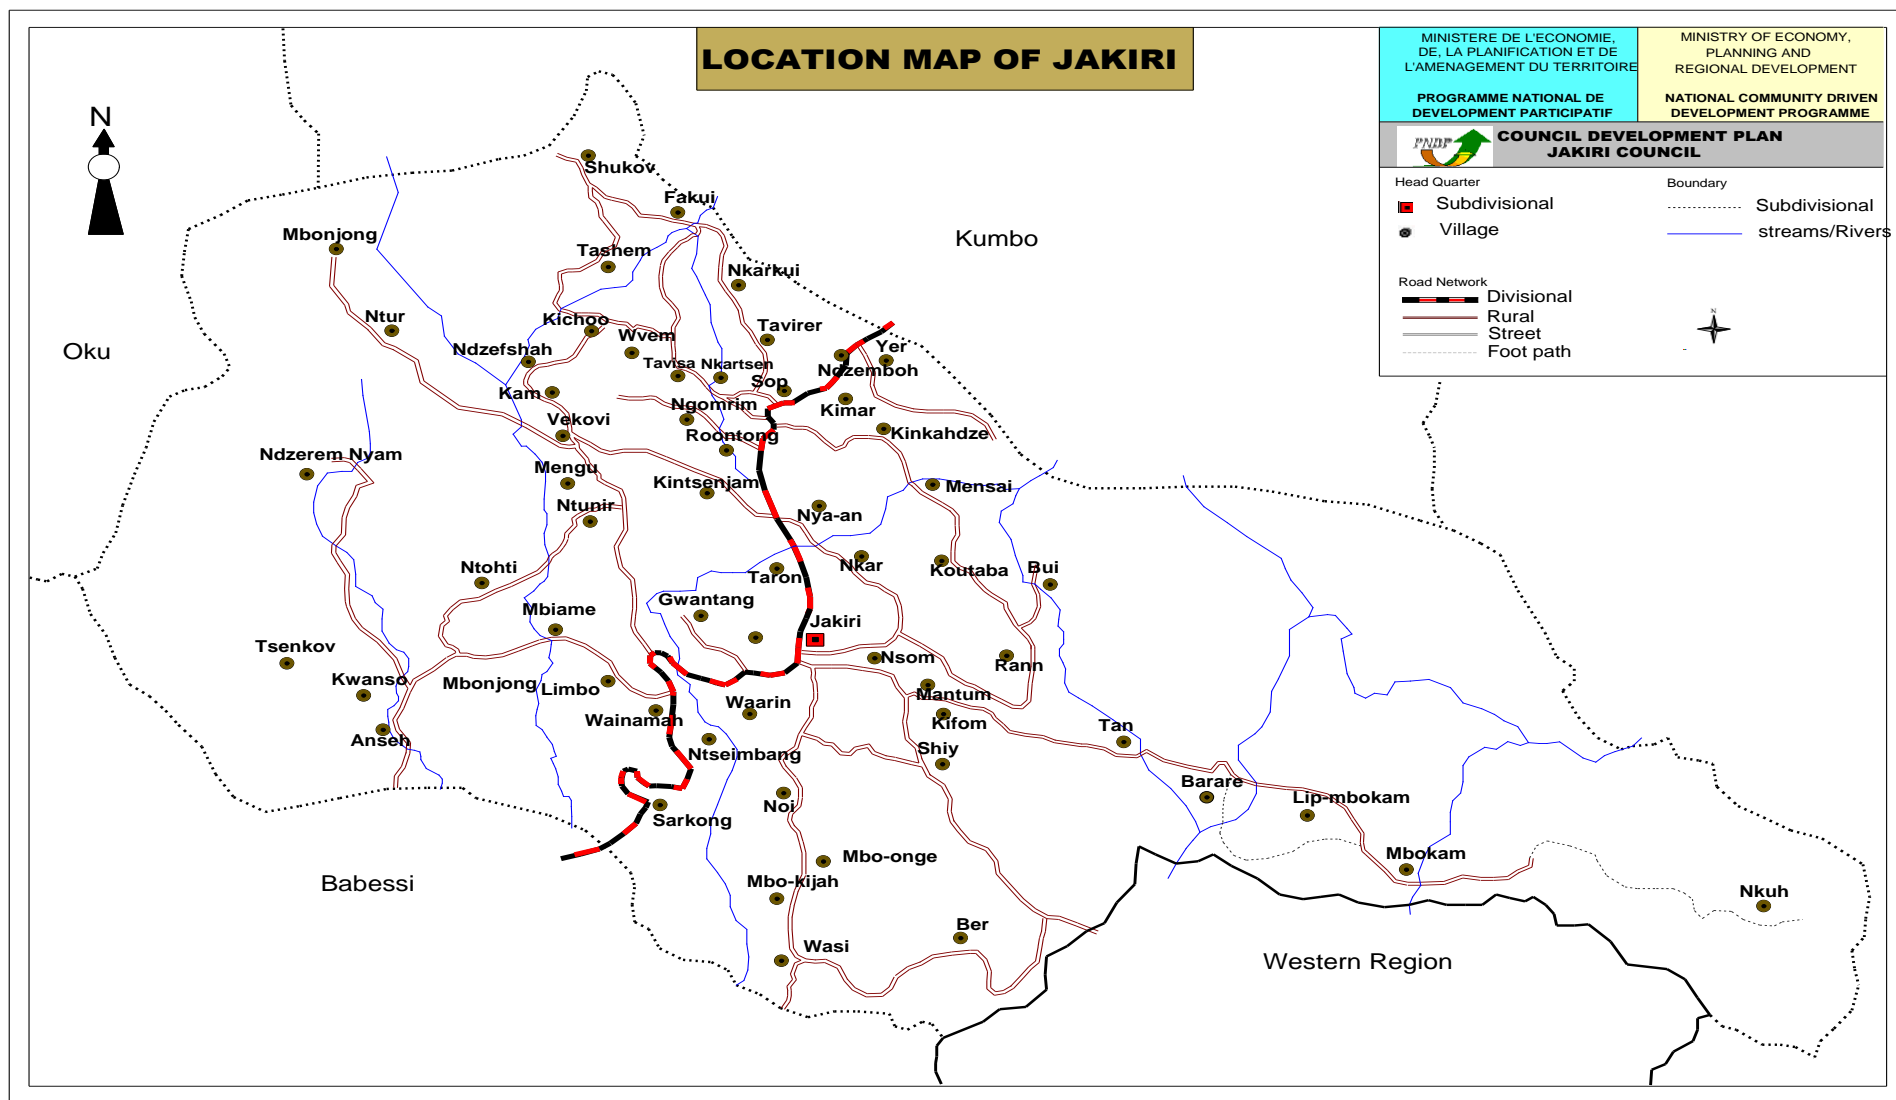 LOCATION MAP OF JAKIRI
MINISTERE DE L'ECONOMIE,
DE, LA PLANIFICATION ET DE
L'AMENAGEMENT DU TERRITOIRE
PROGRAMME NATIONAL DE
DEVELOPMENT PARTICIPATIF
MINISTRY OF ECONOMY,
PLANNING AND
REGIONAL DEVELOPMENT
NATIONAL COMMUNITY DRIVEN
DEVELOPMENT PROGRAMME
PNDP
COUNCIL DEVELOPMENT PLAN
JAKIRI COUNCIL
Head Quarter
Subdivisional
Village
Boundary
Subdivisional
streams/Rivers
Road Network
Divisional
Rural
Street
Foot path
N
N
Shukov
Fakui
Mbonjong
Kumbo
Tashem
Nkarkui
Ntur
Kichoo
Wvem
Tavirer
Oku
Ndzefshah
Tavisa
Nkartsen
Yer
Ndzemboh
Kam
Sop
Ngomrim
Kimar
Vekovi
Roontong
Kinkahdze
Ndzerem Nyam
Mengu
Kintsenjam
Mensai
Ntunir
Nya-an
Ntohti
Taron
Nkar
Koutaba
Bui
Mbiame
Gwantang
Jakiri
Tsenkov
Nsom
Rann
Kwanso
Mbonjong
Limbo
Waarin
Mantum
Wainamah
Kifom
Anseh
Ntseimbang
Shiy
Tan
Barare
Lip-mbokam
Noi
Sarkong
Mbo-onge
Mbokam
Babessi
Mbo-kijah
Nkuh
Ber
Wasi
Western Region